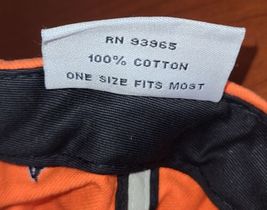 RN 93965
100% COTTON
ONE SIZE FITS MOST